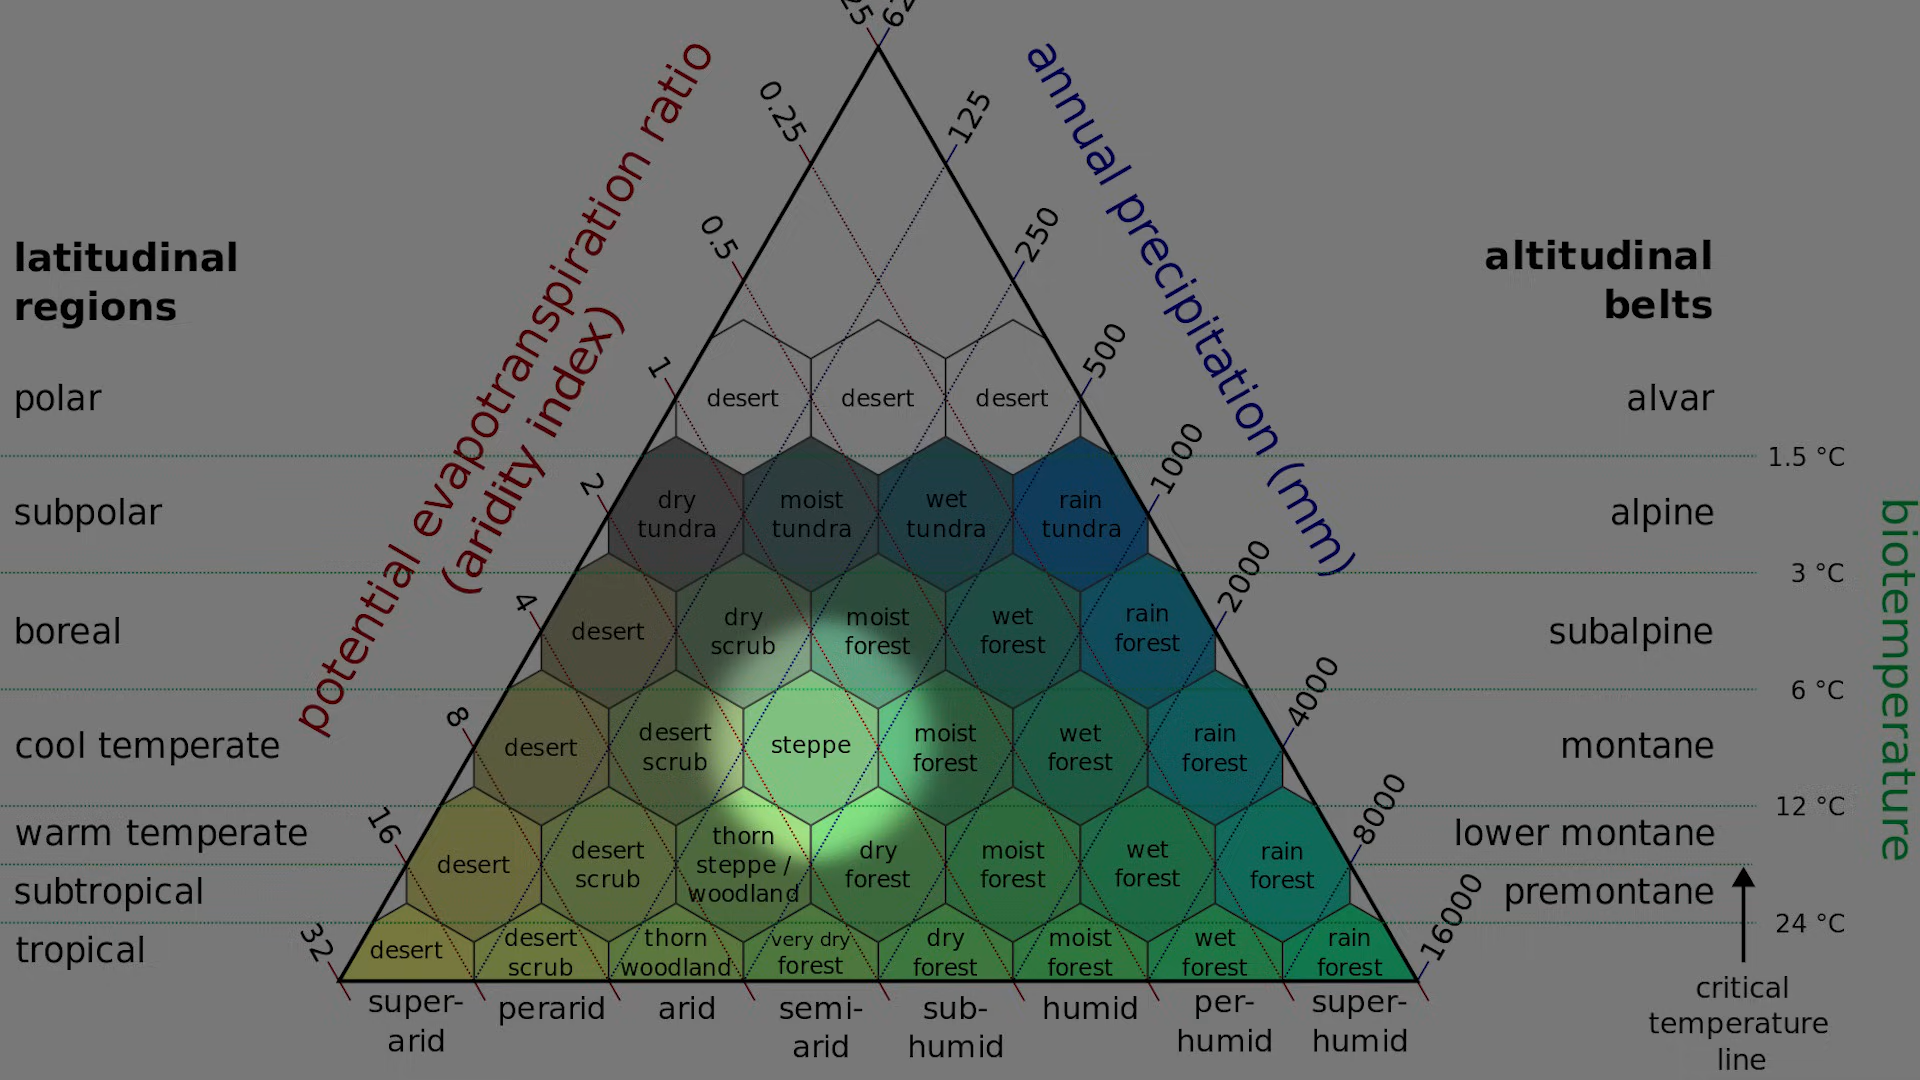 0.25
125
0.5
250
potential evapotranspiration ratio
(aridity index)
annual precipitation (mm)
latitudinal
regions
altitudinal
belts
1
500
polar
desert
desert
desert
alvar
1.5 °C
2
1000
subpolar
dry
tundra
moist
tundra
wet
tundra
rain
tundra
alpine
3 °C
4
2000
boreal
desert
dry
scrub
moist
forest
wet
forest
rain
forest
subalpine
6 °C
8
4000
cool temperate
desert
desert
scrub
steppe
moist
forest
wet
forest
rain
forest
montane
12 °C
biotemperature
16
8000
warm temperate
lower montane
desert
desert
scrub
thorn
steppe /
woodland
dry
forest
moist
forest
wet
forest
rain
forest
subtropical
premontane
24 °C
32
16000
tropical
desert
desert
scrub
thorn
woodland
very dry
forest
dry
forest
moist
forest
wet
forest
rain
forest
super-
arid
perarid
arid
semi-
arid
sub-
humid
humid
per-
humid
super-
humid
critical
temperature
line